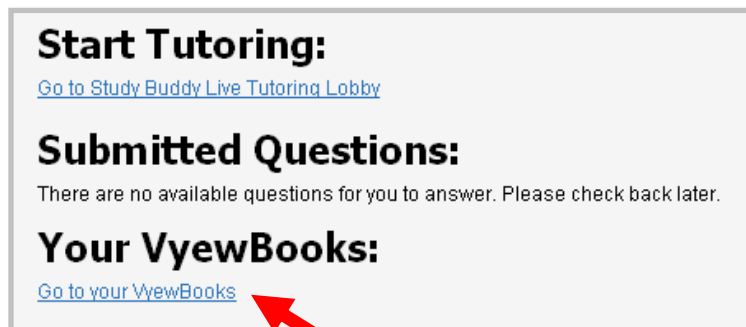 Start Tutoring:
Go to Study Buddy Live Tutoring Lobby
Submitted Questions:
There are no available questions for you to answer. Please check back later.
Your VyewBooks:
Go to your VyewBooks